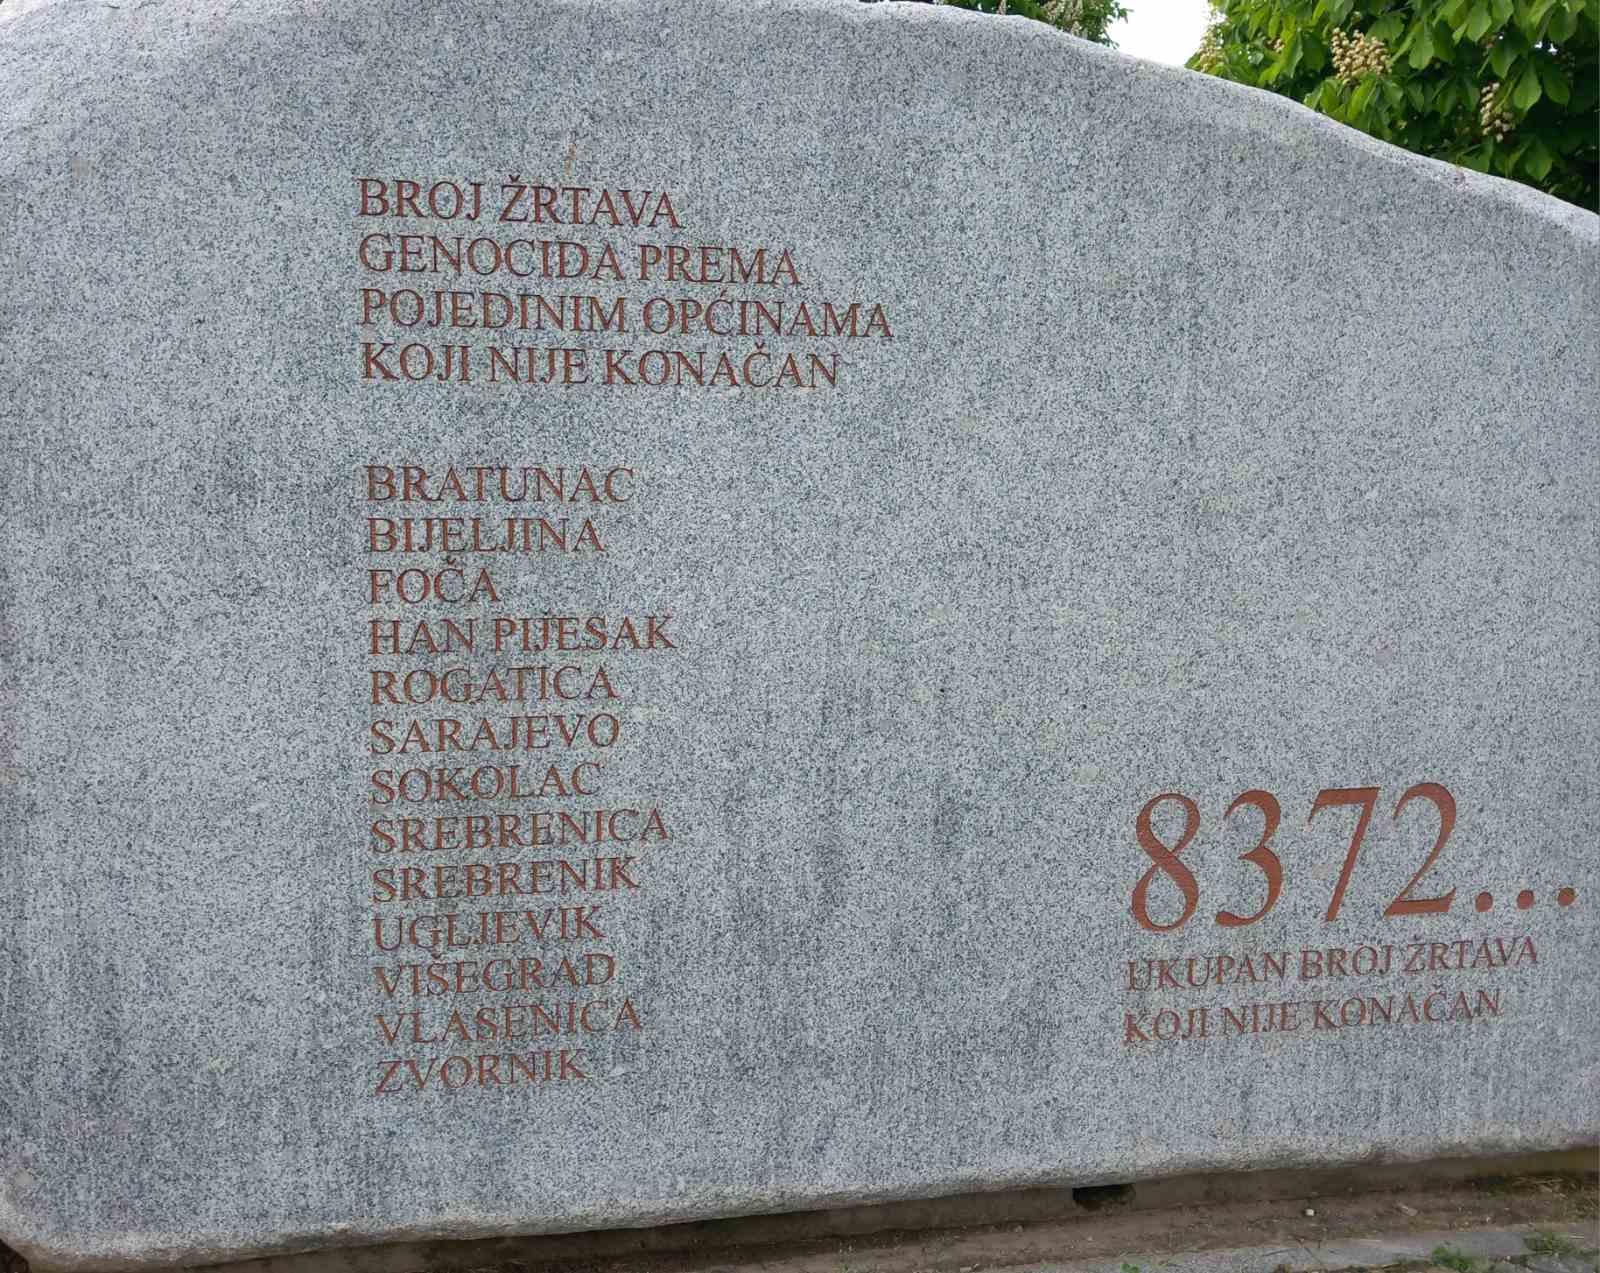 BROJ ŽRTAVA
GENOCIDA PREMA
POJEDINIM OPĆINAMA
KOJI NIJE KONAČAN
BRATUNAC
BIJELJINA
FOČA
HAN PIJESAK
ROGATICA
SARAJEVO
SOKOLAC
SREBRENICA
SREBRENIK
UGLJEVIK
VIŠEGRAD
VLASENICA
ZVORNIK
8372...
UKUPAN BROJ ŽRTAVA
KOJI NIJE KONAČAN